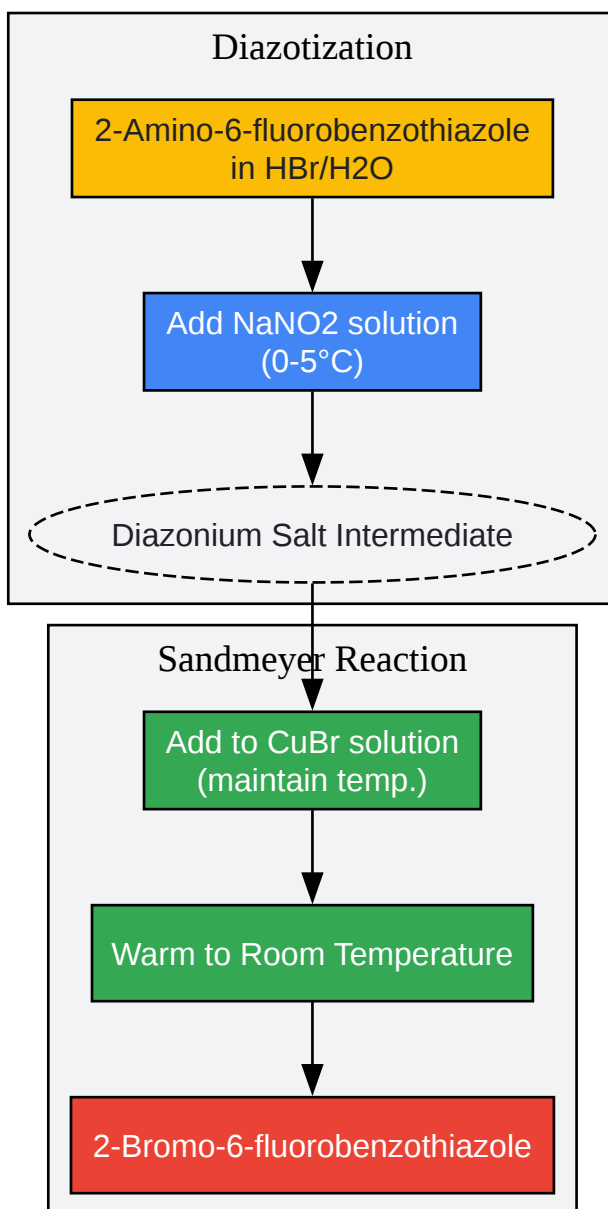 Diazotization
2-Amino-6-fluorobenzothiazole
in HBr/H2O
Add NaNO2 solution
(0-5°C)
Diazonium Salt Intermediate
Sandmeyer Reaction
Add to CuBr solution
(maintain temp.)
Warm to Room Temperature
2-Bromo-6-fluorobenzothiazole